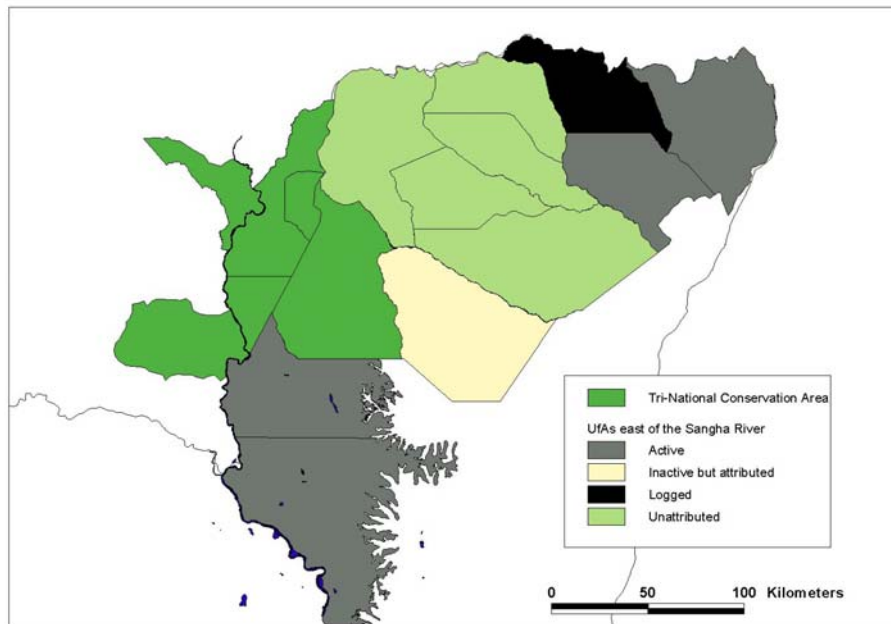 Tri-National Conservation Area
UfAs east of the Sangha River
Active
Inactive but attributed
Logged
Unattributed
0 50 100 Kilometers